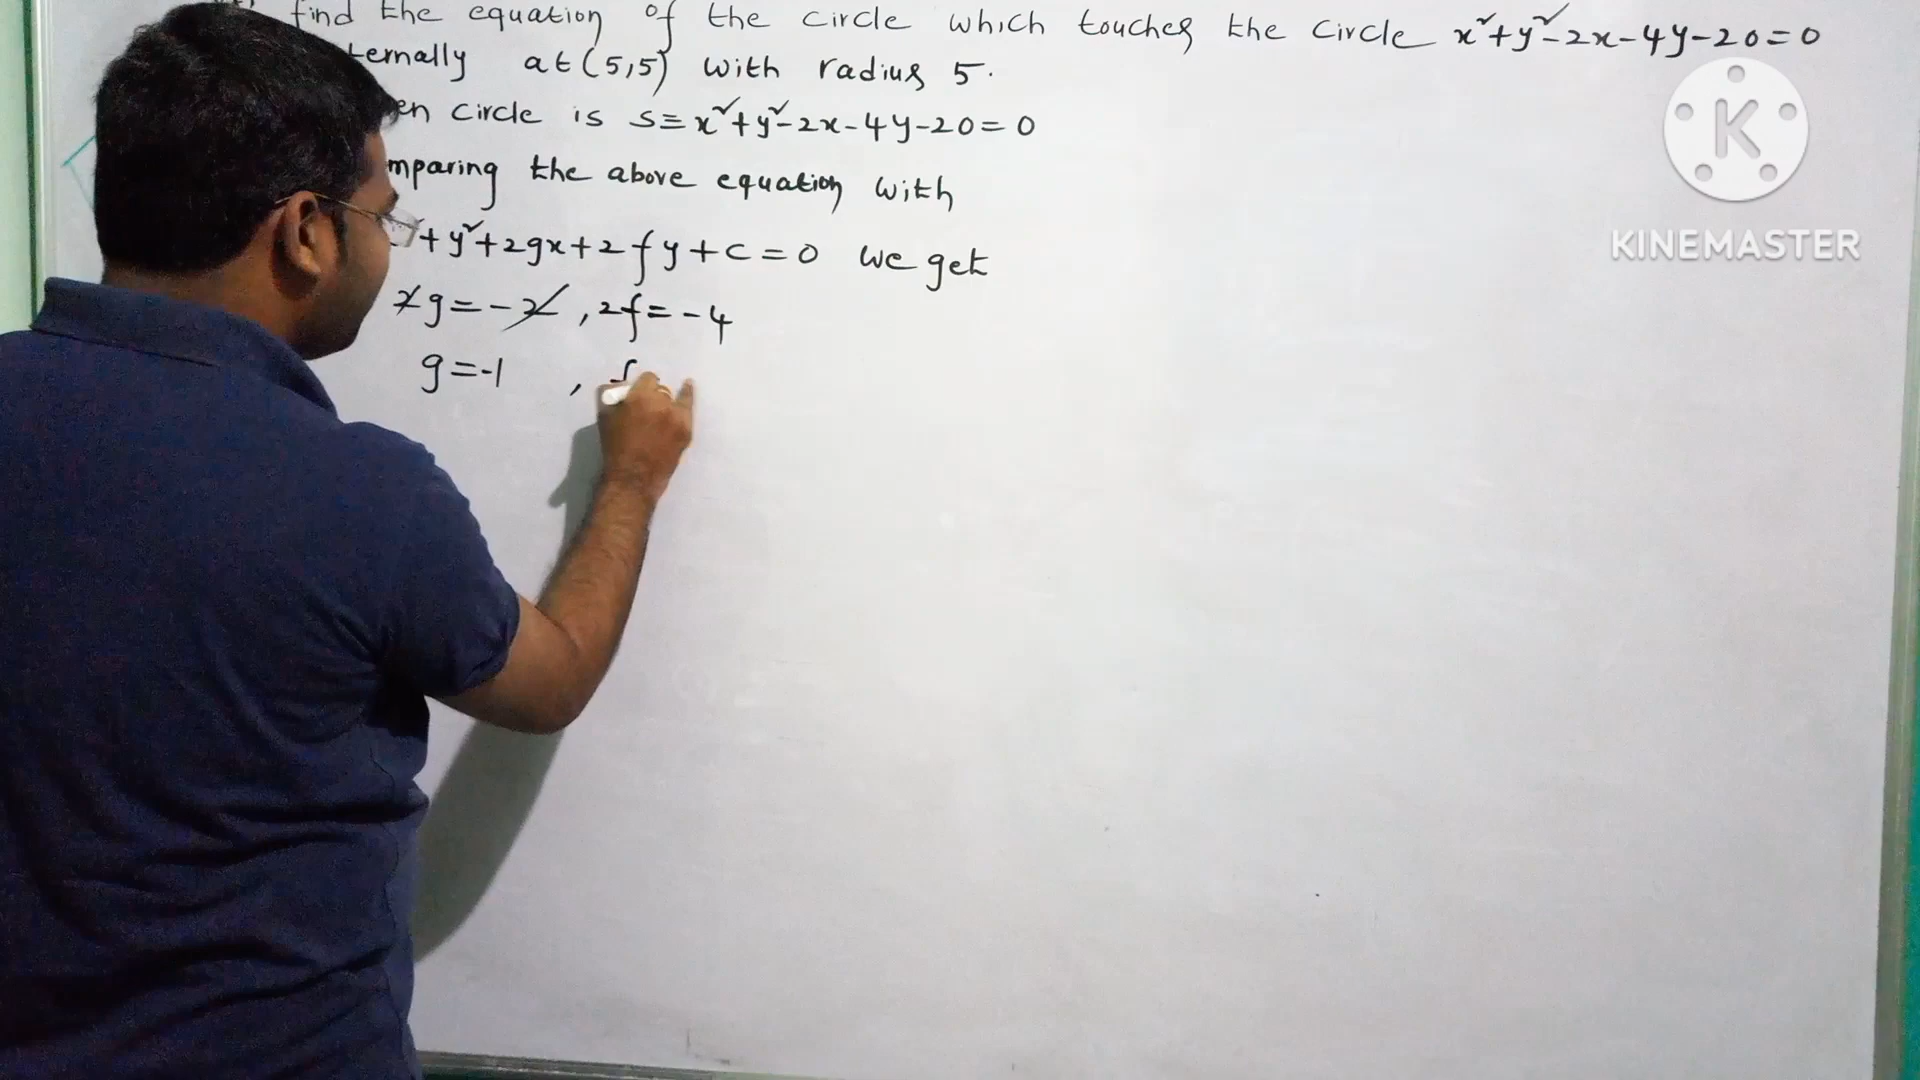 find the equation of the circle which touches the circle x²+y²-2x-4y-20=0
ternally at (5,5) with radius 5.
en circle is S≡x²+y²-2x-4y-20=0
mparing the above equation with
+y²+2gx+2fy+c=0 we get
2g=-2, 2f=-4
g=-1 , f
K
KINEMASTER